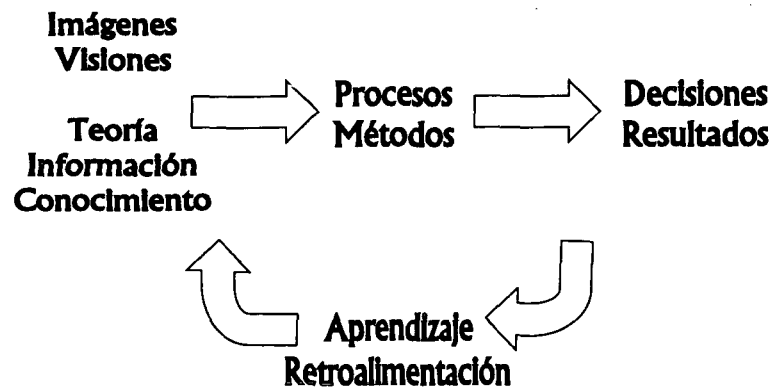 Imágenes
Visiones
Teoría
Información
Conocimiento
Procesos
Métodos
Decisiones
Resultados
Aprendizaje
Retroalimentación